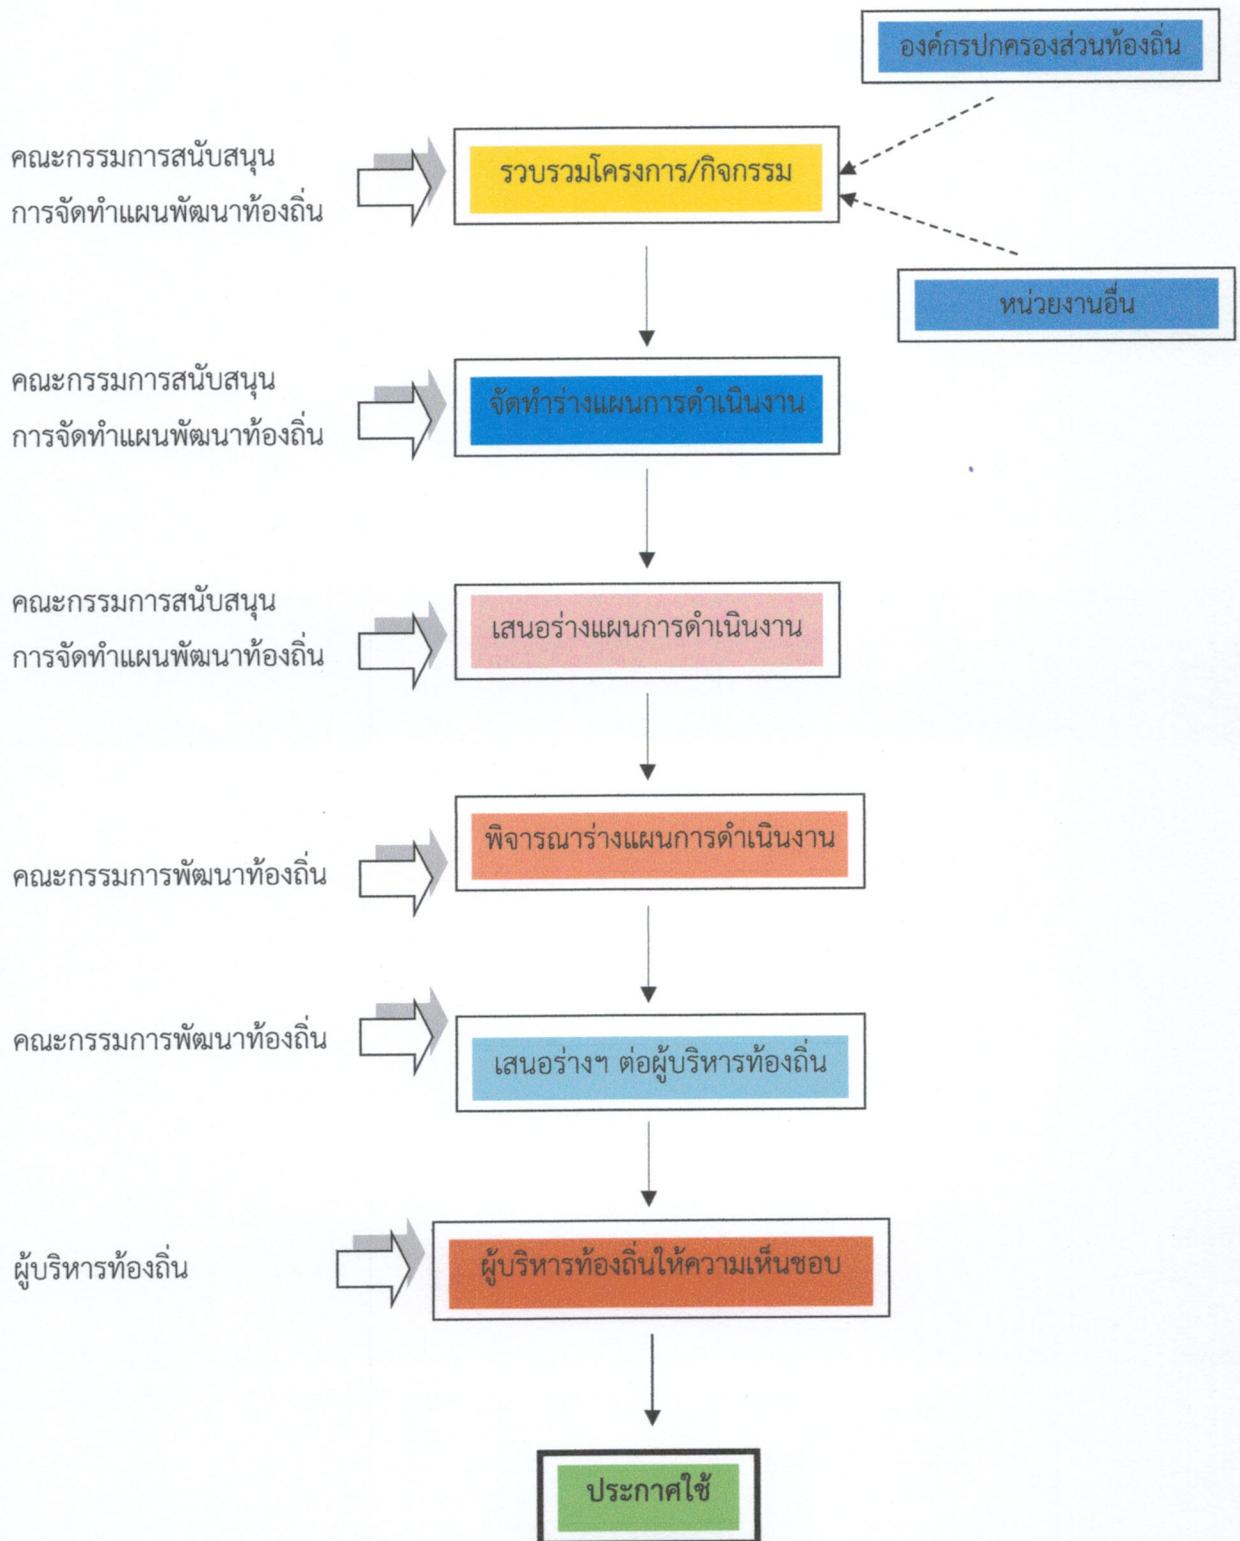 องค์กรปกครองส่วนท้องถิ่น
คณะกรรมการสนับสนุน
การจัดทำแผนพัฒนาท้องถิ่น
รวบรวมโครงการ/กิจกรรม
หน่วยงานอื่น
คณะกรรมการสนับสนุน
การจัดทำแผนพัฒนาท้องถิ่น
จัดทำร่างแผนการดำเนินงาน
คณะกรรมการสนับสนุน
การจัดทำแผนพัฒนาท้องถิ่น
เสนอร่างแผนการดำเนินงาน
คณะกรรมการพัฒนาท้องถิ่น
พิจารณาร่างแผนการดำเนินงาน
คณะกรรมการพัฒนาท้องถิ่น
เสนอร่างฯ ต่อผู้บริหารท้องถิ่น
ผู้บริหารท้องถิ่น
ผู้บริหารท้องถิ่นให้ความเห็นชอบ
ประกาศใช้